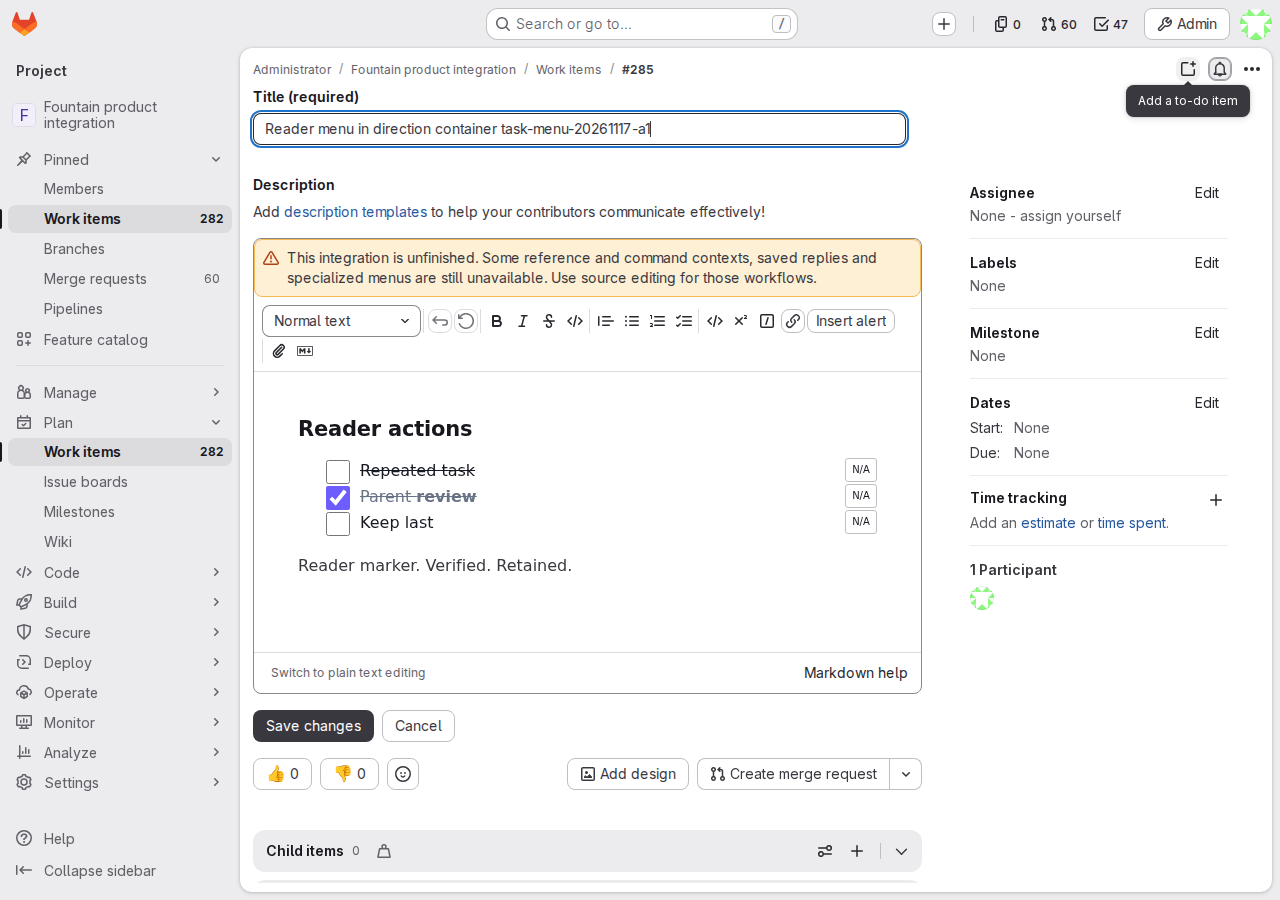 Search or go to...
/
0
60
47
Admin
Project
F
Fountain product integration
Pinned
Members
Work items 282
Branches
Merge requests 60
Pipelines
Feature catalog
Manage
Plan
Work items 282
Issue boards
Milestones
Wiki
Code
Build
Secure
Deploy
Operate
Monitor
Analyze
Settings
Help
Collapse sidebar
Administrator / Fountain product integration / Work items / #285
Add a to-do item
Title (required)
Reader menu in direction container task-menu-20261117-a1
Description
Add description templates to help your contributors communicate effectively!
This integration is unfinished. Some reference and command contexts, saved replies and
specialized menus are still unavailable. Use source editing for those workflows.
Normal text
Insert alert
Reader actions
Repeated task N/A
Parent review N/A
Keep last N/A
Reader marker. Verified. Retained.
Switch to plain text editing
Markdown help
Save changes
Cancel
👍 0
👎 0
Add design
Create merge request
Child items 0
Assignee Edit
None - assign yourself
Labels Edit
None
Milestone Edit
None
Dates Edit
Start: None
Due: None
Time tracking
Add an estimate or time spent.
1 Participant